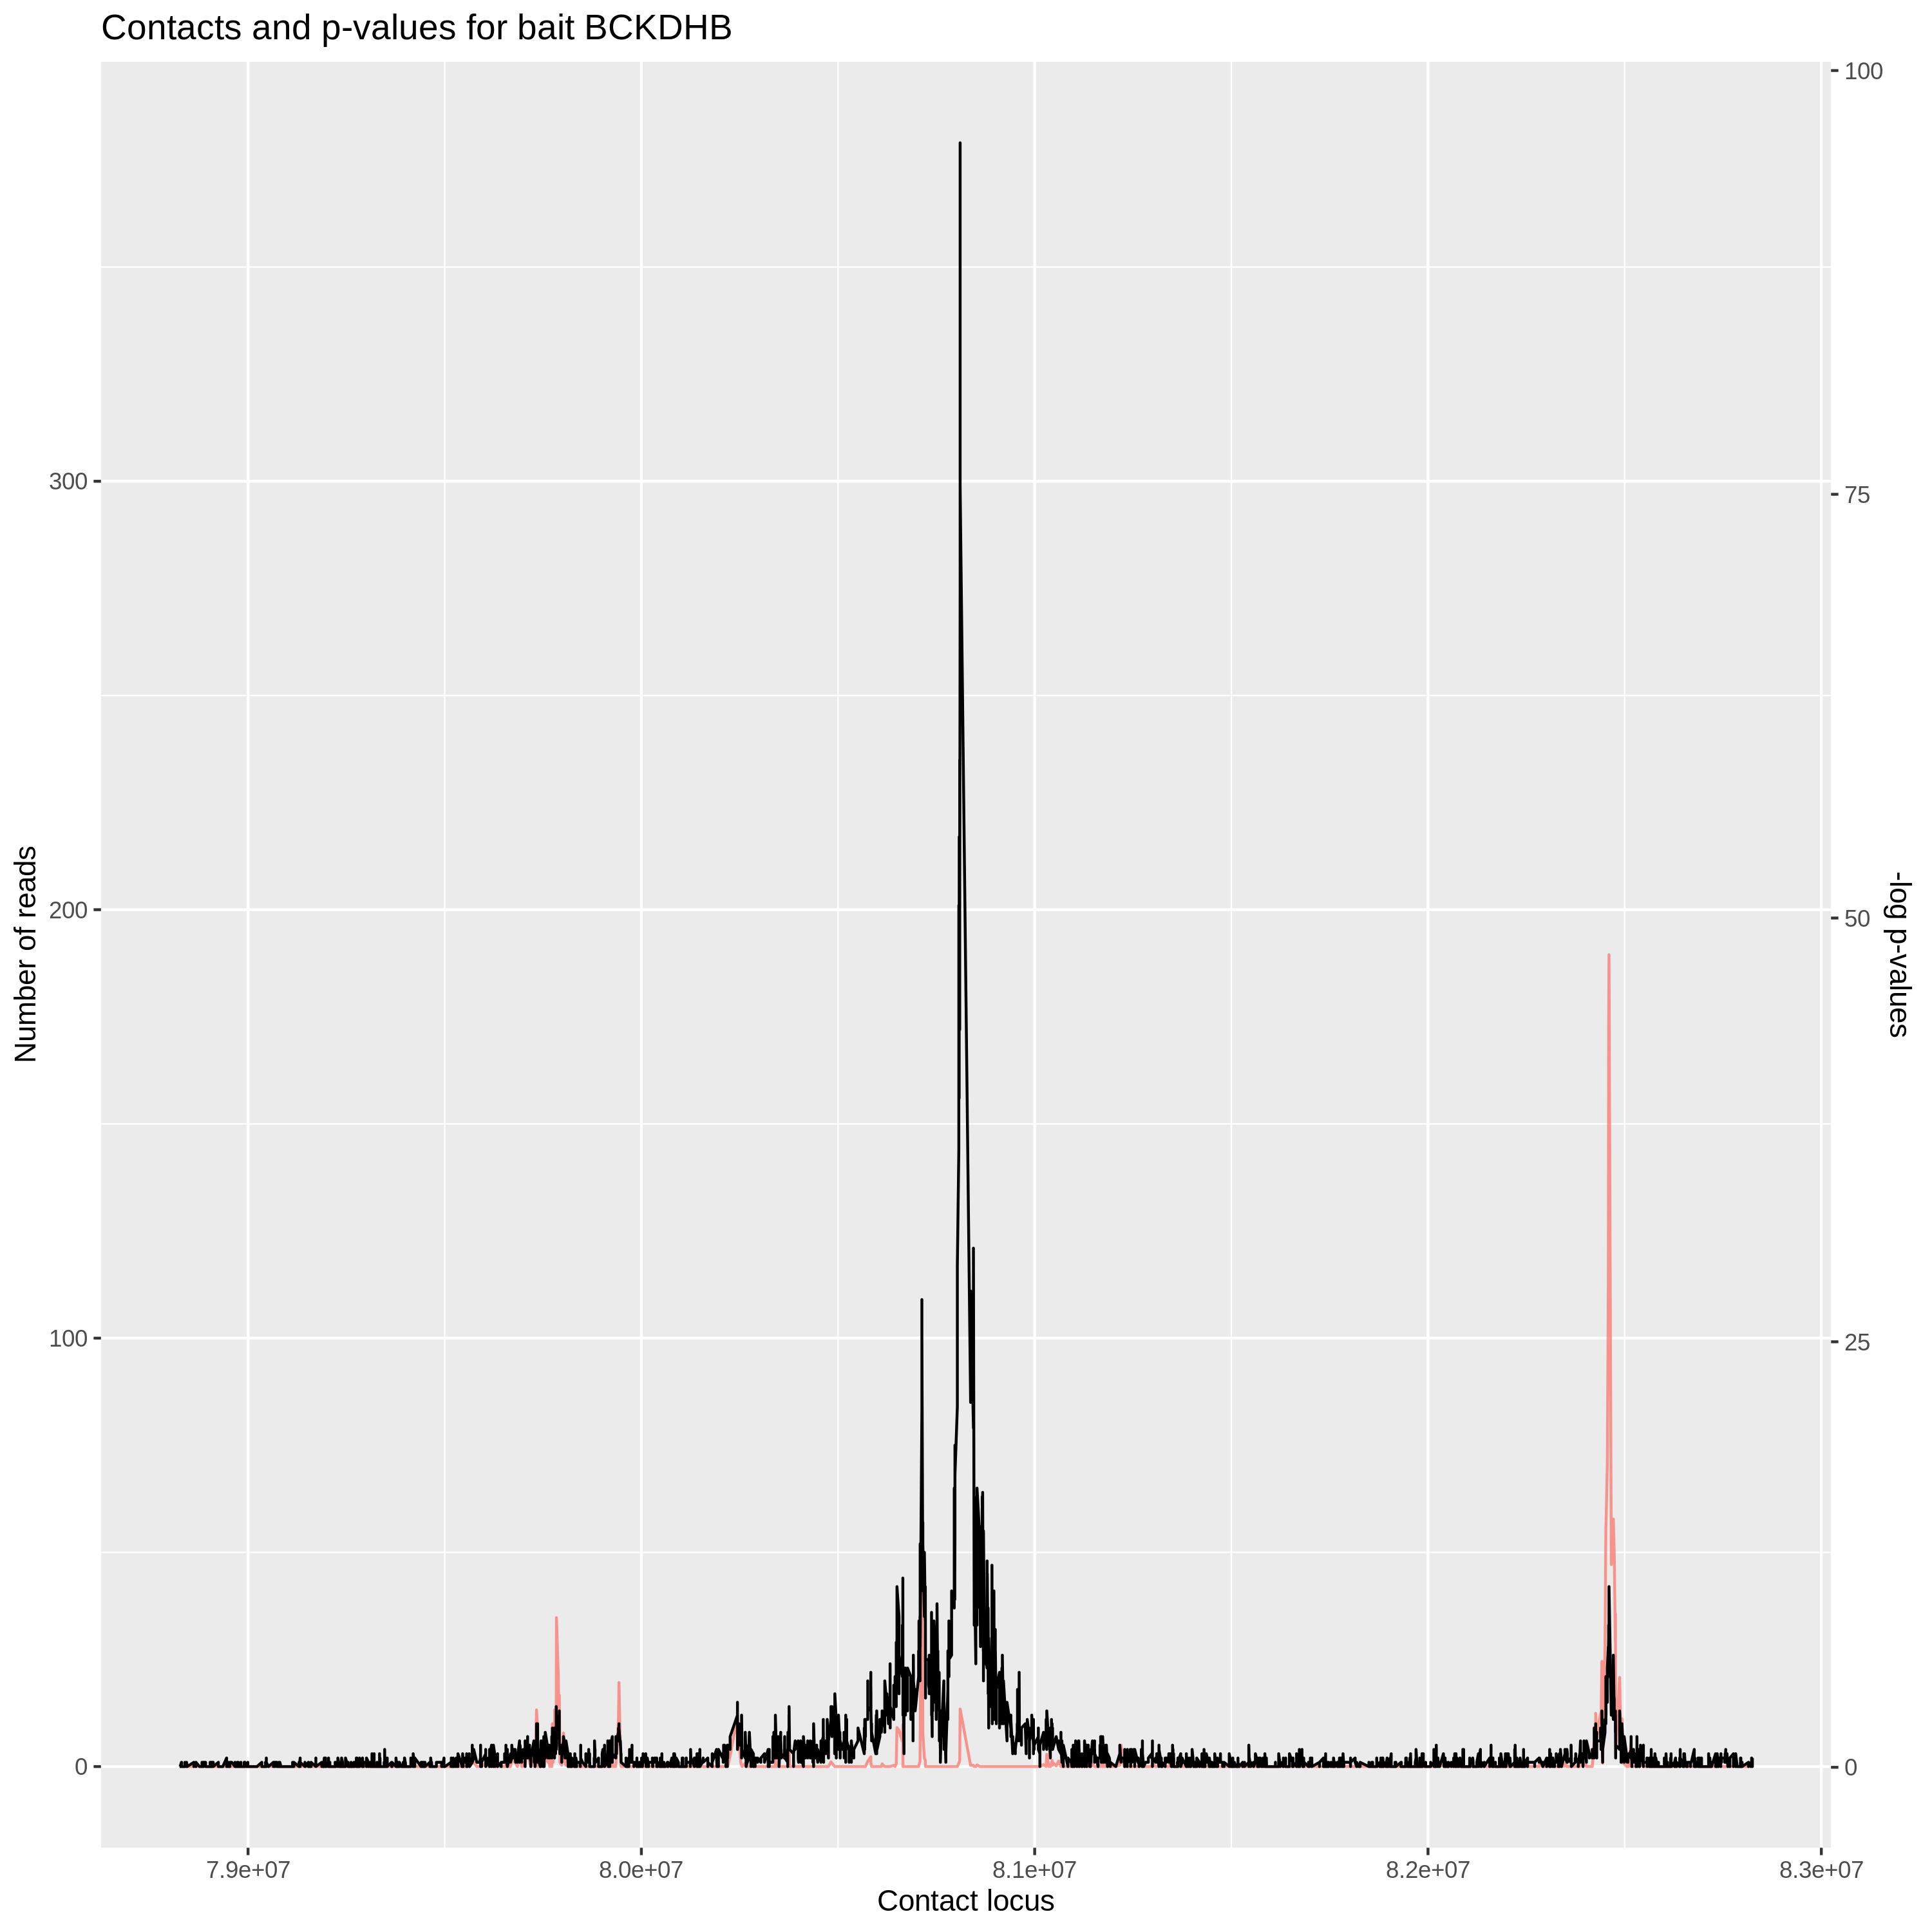 Contacts and p-values for bait BCKDHB
Number of reads
300
200
100
0
100
75
50
25
0
-log p-values
7.9e+07
8.0e+07
8.1e+07
8.2e+07
8.3e+07
Contact locus